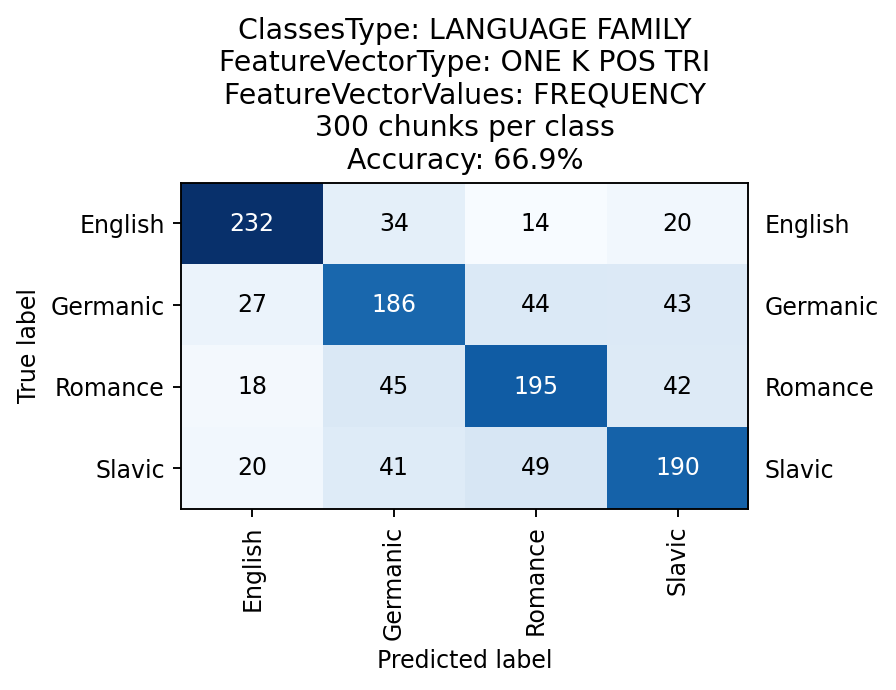 ClassesType: LANGUAGE FAMILY
FeatureVectorType: ONE K POS TRI
FeatureVectorValues: FREQUENCY
300 chunks per class
Accuracy: 66.9%
True label
English 232 34 14 20 English
Germanic 27 186 44 43 Germanic
Romance 18 45 195 42 Romance
Slavic 20 41 49 190 Slavic
English Germanic Romance Slavic
Predicted label